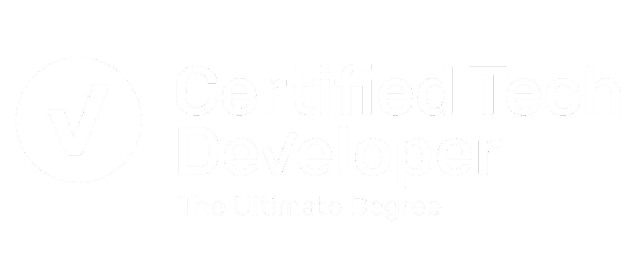 Certified Tech
Developer
The Ultimate Degree